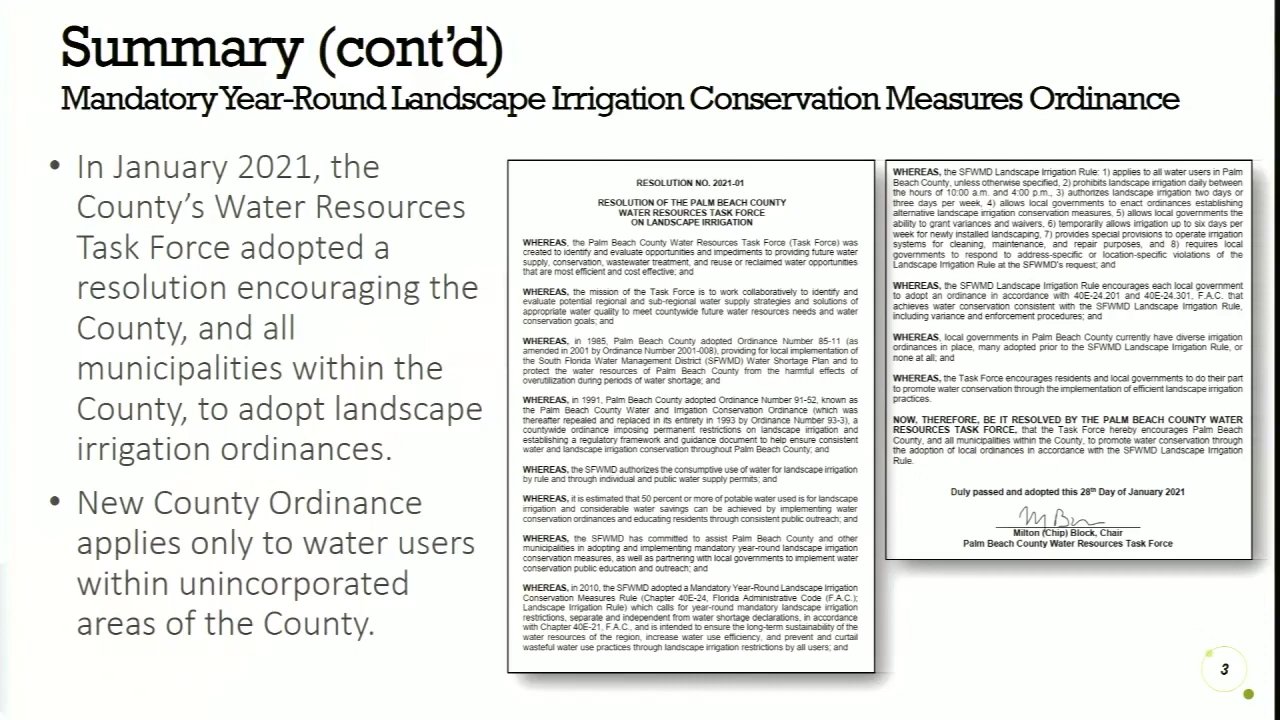 Summary (cont’d)
Mandatory Year-Round Landscape Irrigation Conservation Measures Ordinance
• In January 2021, the
County’s Water Resources
Task Force adopted a
resolution encouraging the
County, and all
municipalities within the
County, to adopt landscape
irrigation ordinances.
• New County Ordinance
applies only to water users
within unincorporated
areas of the County.
RESOLUTION NO. 2021-01
RESOLUTION OF THE PALM BEACH COUNTY
WATER RESOURCES TASK FORCE
ON LANDSCAPE IRRIGATION
WHEREAS, the Palm Beach County Water Resources Task Force (Task Force) was
created to identify and evaluate opportunities and impediments to providing future water
supply, conservation, wastewater treatment, and reuse or reclaimed water opportunities
that are most efficient and cost effective; and
WHEREAS, the mission of the Task Force is to work collaboratively to identify and
evaluate potential regional and sub-regional water supply strategies and solutions of
appropriate water quality to meet countywide future water resources needs and water
conservation goals; and
WHEREAS, in 1985, Palm Beach County adopted Ordinance Number 85-11 (as
amended in 2001 by Ordinance Number 2001-008), providing for local implementation of
the South Florida Water Management District (SFWMD) Water Shortage Plan and to
protect the water resources of Palm Beach County from the harmful effects of
overutilization during periods of water shortage; and
WHEREAS, in 1991, Palm Beach County adopted Ordinance Number 91-52, known as
the Palm Beach County Water and Irrigation Conservation Ordinance (which was
thereafter repealed and replaced in its entirety in 1993 by Ordinance Number 93-3), a
countywide ordinance imposing permanent restrictions on landscape irrigation and
establishing a regulatory framework and guidance document to help ensure consistent
water and landscape irrigation conservation throughout Palm Beach County; and
WHEREAS, the SFWMD authorizes the consumptive use of water for landscape irrigation
by rule and through individual and public water supply permits; and
WHEREAS, it is estimated that 50 percent or more of potable water used is for landscape
irrigation and considerable water savings can be achieved by implementing water
conservation ordinances and educating residents through consistent public outreach; and
WHEREAS, the SFWMD has committed to assist Palm Beach County and other
municipalities in adopting and implementing mandatory year-round landscape irrigation
conservation measures, as well as partnering with local governments to implement water
conservation public education and outreach; and
WHEREAS, in 2010, the SFWMD adopted a Mandatory Year-Round Landscape Irrigation
Conservation Measures Rule (Chapter 40E-24, Florida Administrative Code (F.A.C.);
Landscape Irrigation Rule) which calls for year-round mandatory landscape irrigation
restrictions, separate and independent from water shortage declarations, in accordance
with Chapter 40E-21, F.A.C., and is intended to ensure the long-term sustainability of the
water resources of the region, increase water use efficiency, and prevent and curtail
wasteful water use practices through landscape irrigation restrictions by all users; and
WHEREAS, the SFWMD Landscape Irrigation Rule: 1) applies to all water users in Palm
Beach County, unless otherwise specified, 2) prohibits landscape irrigation daily between
the hours of 10:00 a.m. and 4:00 p.m., 3) authorizes landscape irrigation two days or
three days per week, 4) allows local governments to enact ordinances establishing
alternative landscape irrigation conservation measures, 5) allows local governments the
ability to grant variances and waivers, 6) temporarily allows irrigation up to six days per
week for newly installed landscaping, 7) provides special provisions to operate irrigation
systems for cleaning, maintenance, and repair purposes, and 8) requires local
governments to respond to address-specific or location-specific violations of the
Landscape Irrigation Rule at the SFWMD's request; and
WHEREAS, the SFWMD Landscape Irrigation Rule encourages each local government
to adopt an ordinance in accordance with 40E-24.201 and 40E-24.301, F.A.C. that
achieves water conservation consistent with the SFWMD Landscape Irrigation Rule,
including variance and enforcement procedures; and
WHEREAS, local governments in Palm Beach County currently have diverse irrigation
ordinances in place, many adopted prior to the SFWMD Landscape Irrigation Rule, or
none at all; and
WHEREAS, the Task Force encourages residents and local governments to do their part
to promote water conservation through the implementation of efficient landscape irrigation
practices.
NOW, THEREFORE, BE IT RESOLVED BY THE PALM BEACH COUNTY WATER
RESOURCES TASK FORCE, that the Task Force hereby encourages Palm Beach
County, and all municipalities within the County, to promote water conservation through
the adoption of local ordinances in accordance with the SFWMD Landscape Irrigation
Rule.
Duly passed and adopted this 28th Day of January 2021
Milton (Chip) Block, Chair
Palm Beach County Water Resources Task Force
3